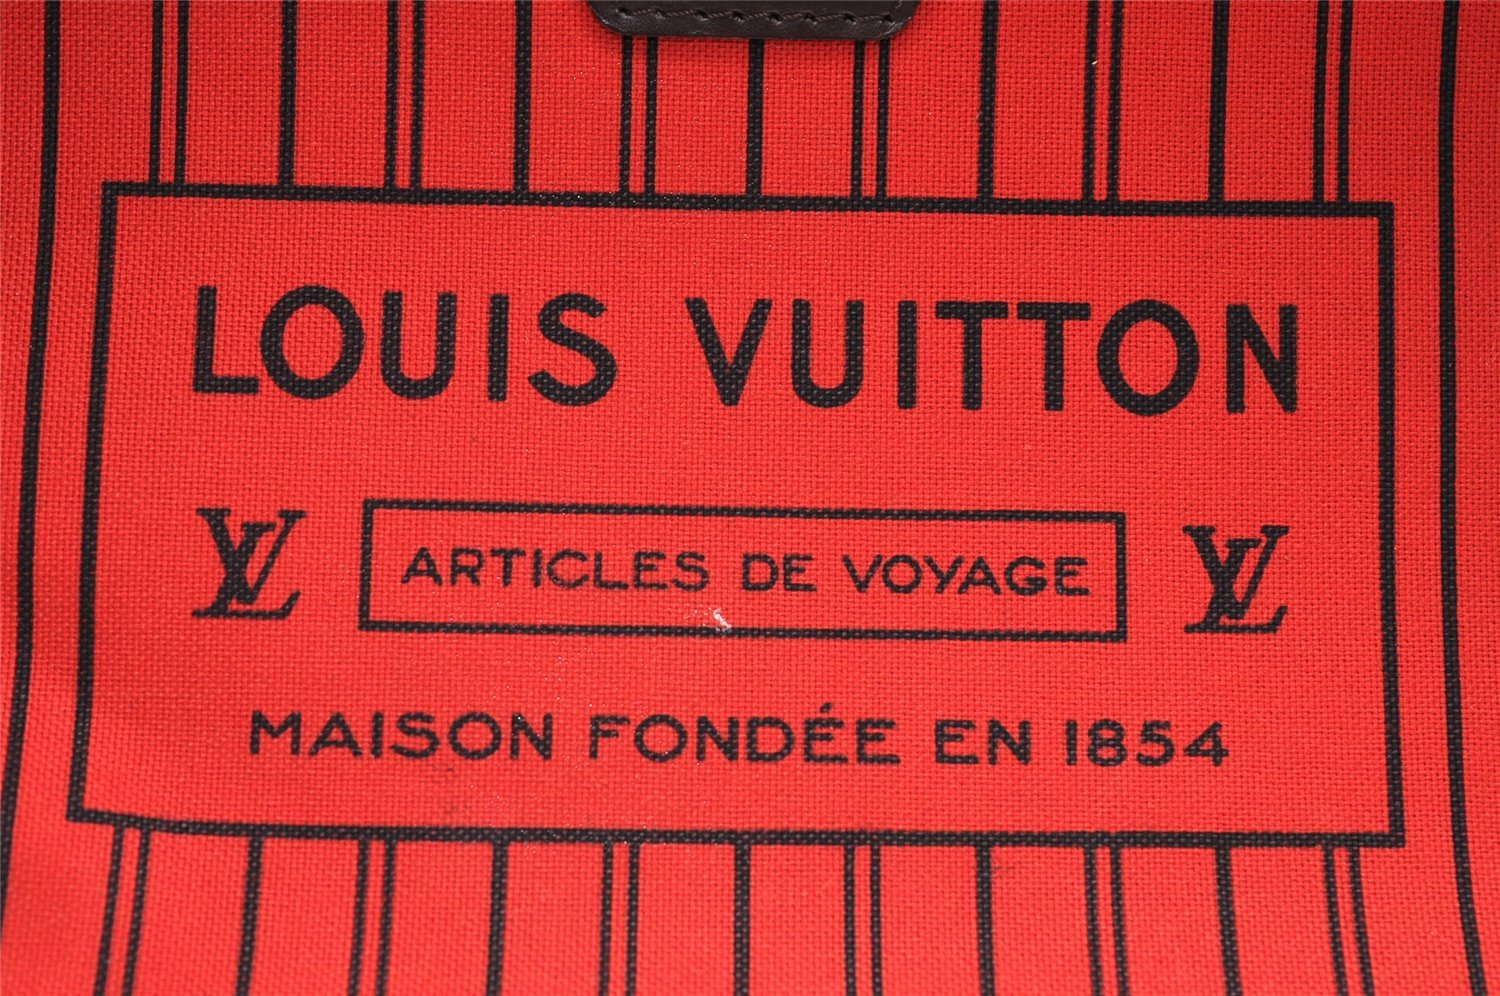 LOUIS VUITTON
LV ARTICLES DE VOYAGE LV
MAISON FONDÉE EN 1854